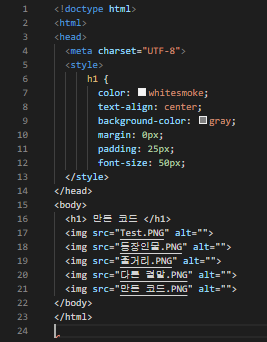 1 <!doctype html>
2 <html>
3 <head>
4 <meta charset="UTF-8">
5 <style>
6 h1 {
7 color: whitesmoke;
8 text-align: center;
9 background-color: gray;
10 margin: 0px;
11 padding: 25px;
12 font-size: 50px;
13 </style>
14 </head>
15 <body>
16 <h1> 만든 코드 </h1>
17 <img src="Test.PNG" alt="">
18 <img src="등장인물.PNG" alt="">
19 <img src="줄거리.PNG" alt="">
20 <img src="다른 결말.PNG" alt="">
21 <img src="만든 코드.PNG" alt="">
22 </body>
23 </html>
24